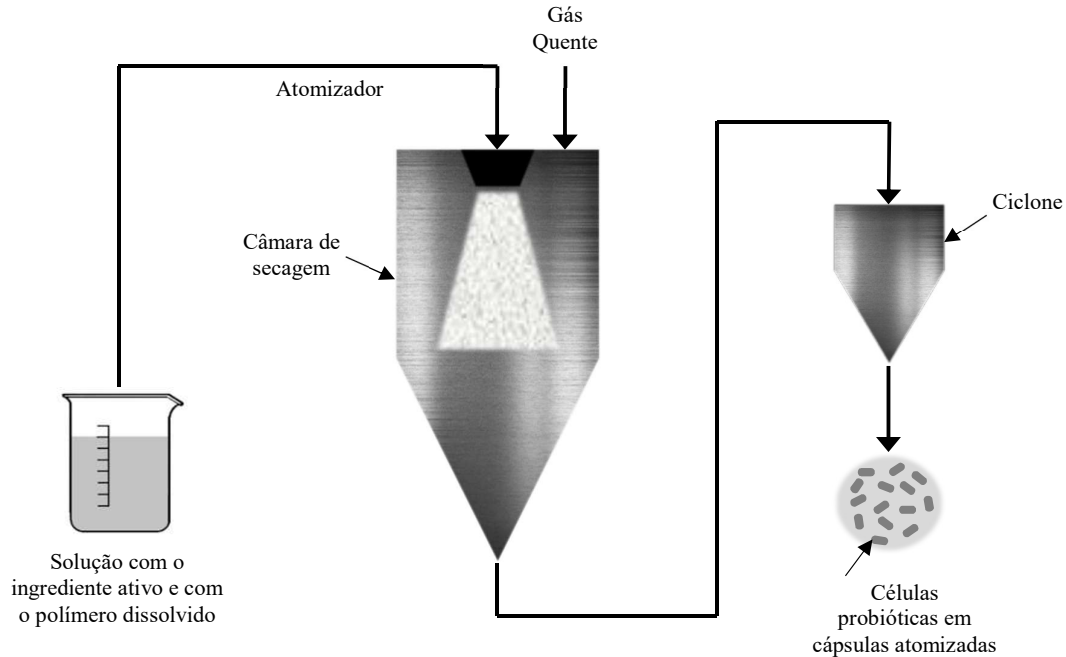 Gás
Quente
Atomizador
Ciclone
Câmara de
secagem
Solução com o
ingrediente ativo e com
o polímero dissolvido
Células
probióticas em
cápsulas atomizadas